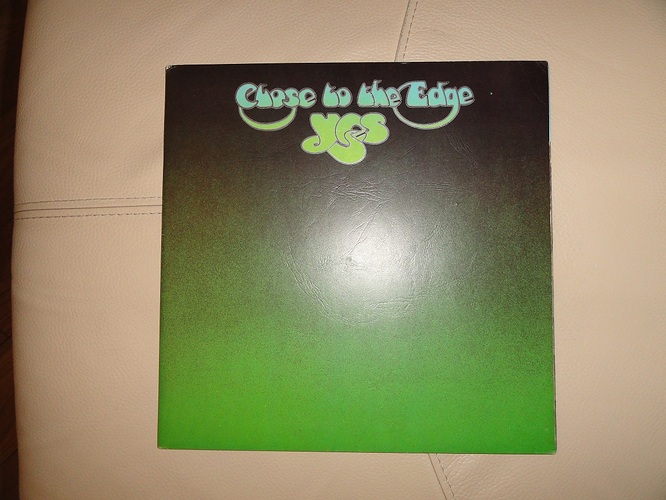 Close to the Edge
yes